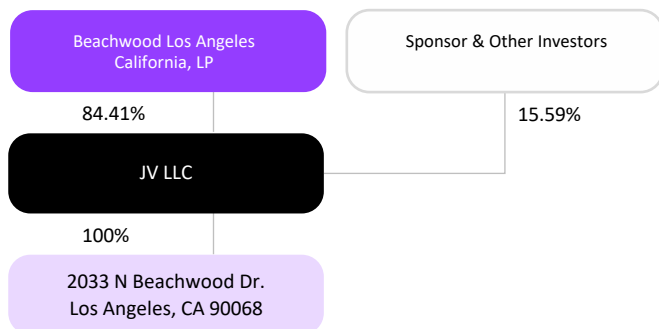 Beachwood Los Angeles
California, LP
Sponsor & Other Investors
84.41%
15.59%
JV LLC
100%
2033 N Beachwood Dr.
Los Angeles, CA 90068